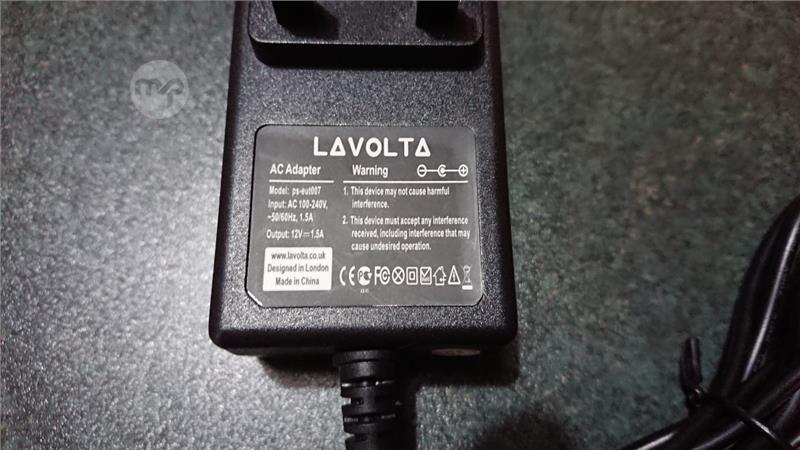 LAVOLTA
AC Adapter
Model: ps-eut007
Input: AC 100-240V,
~50/60Hz, 1.5A
Output: 12V⎓1.5A
www.lavolta.co.uk
Designed in London
Made in China
Warning
1. This device may not cause harmful
interference.
2. This device must accept any interference
received, including interference that may
cause undesired operation.
CE FC